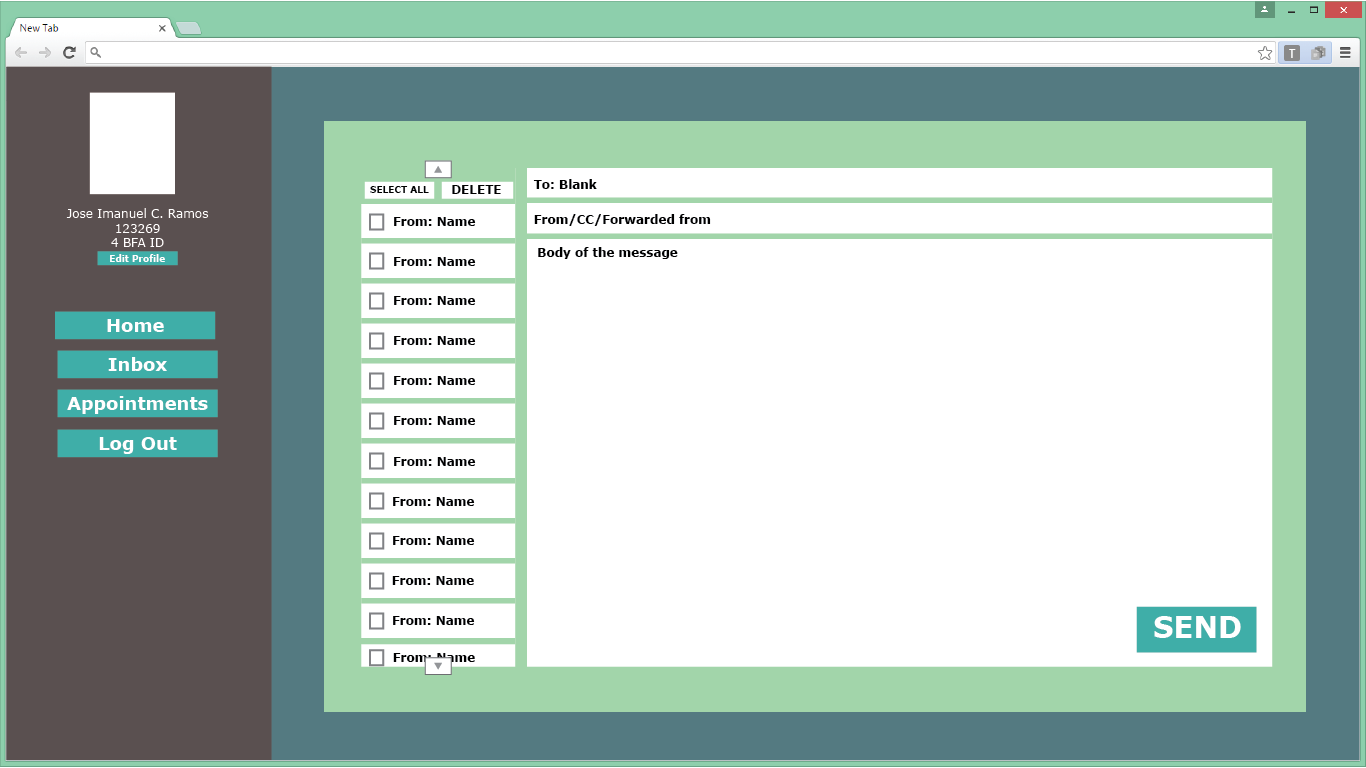 New Tab
T
Jose Imanuel C. Ramos
123269
4 BFA ID
Edit Profile
Home
Inbox
Appointments
Log Out
SELECT ALL
DELETE
From: Name
From: Name
From: Name
From: Name
From: Name
From: Name
From: Name
From: Name
From: Name
From: Name
From: Name
From: Name
To: Blank
From/CC/Forwarded from
Body of the message
SEND